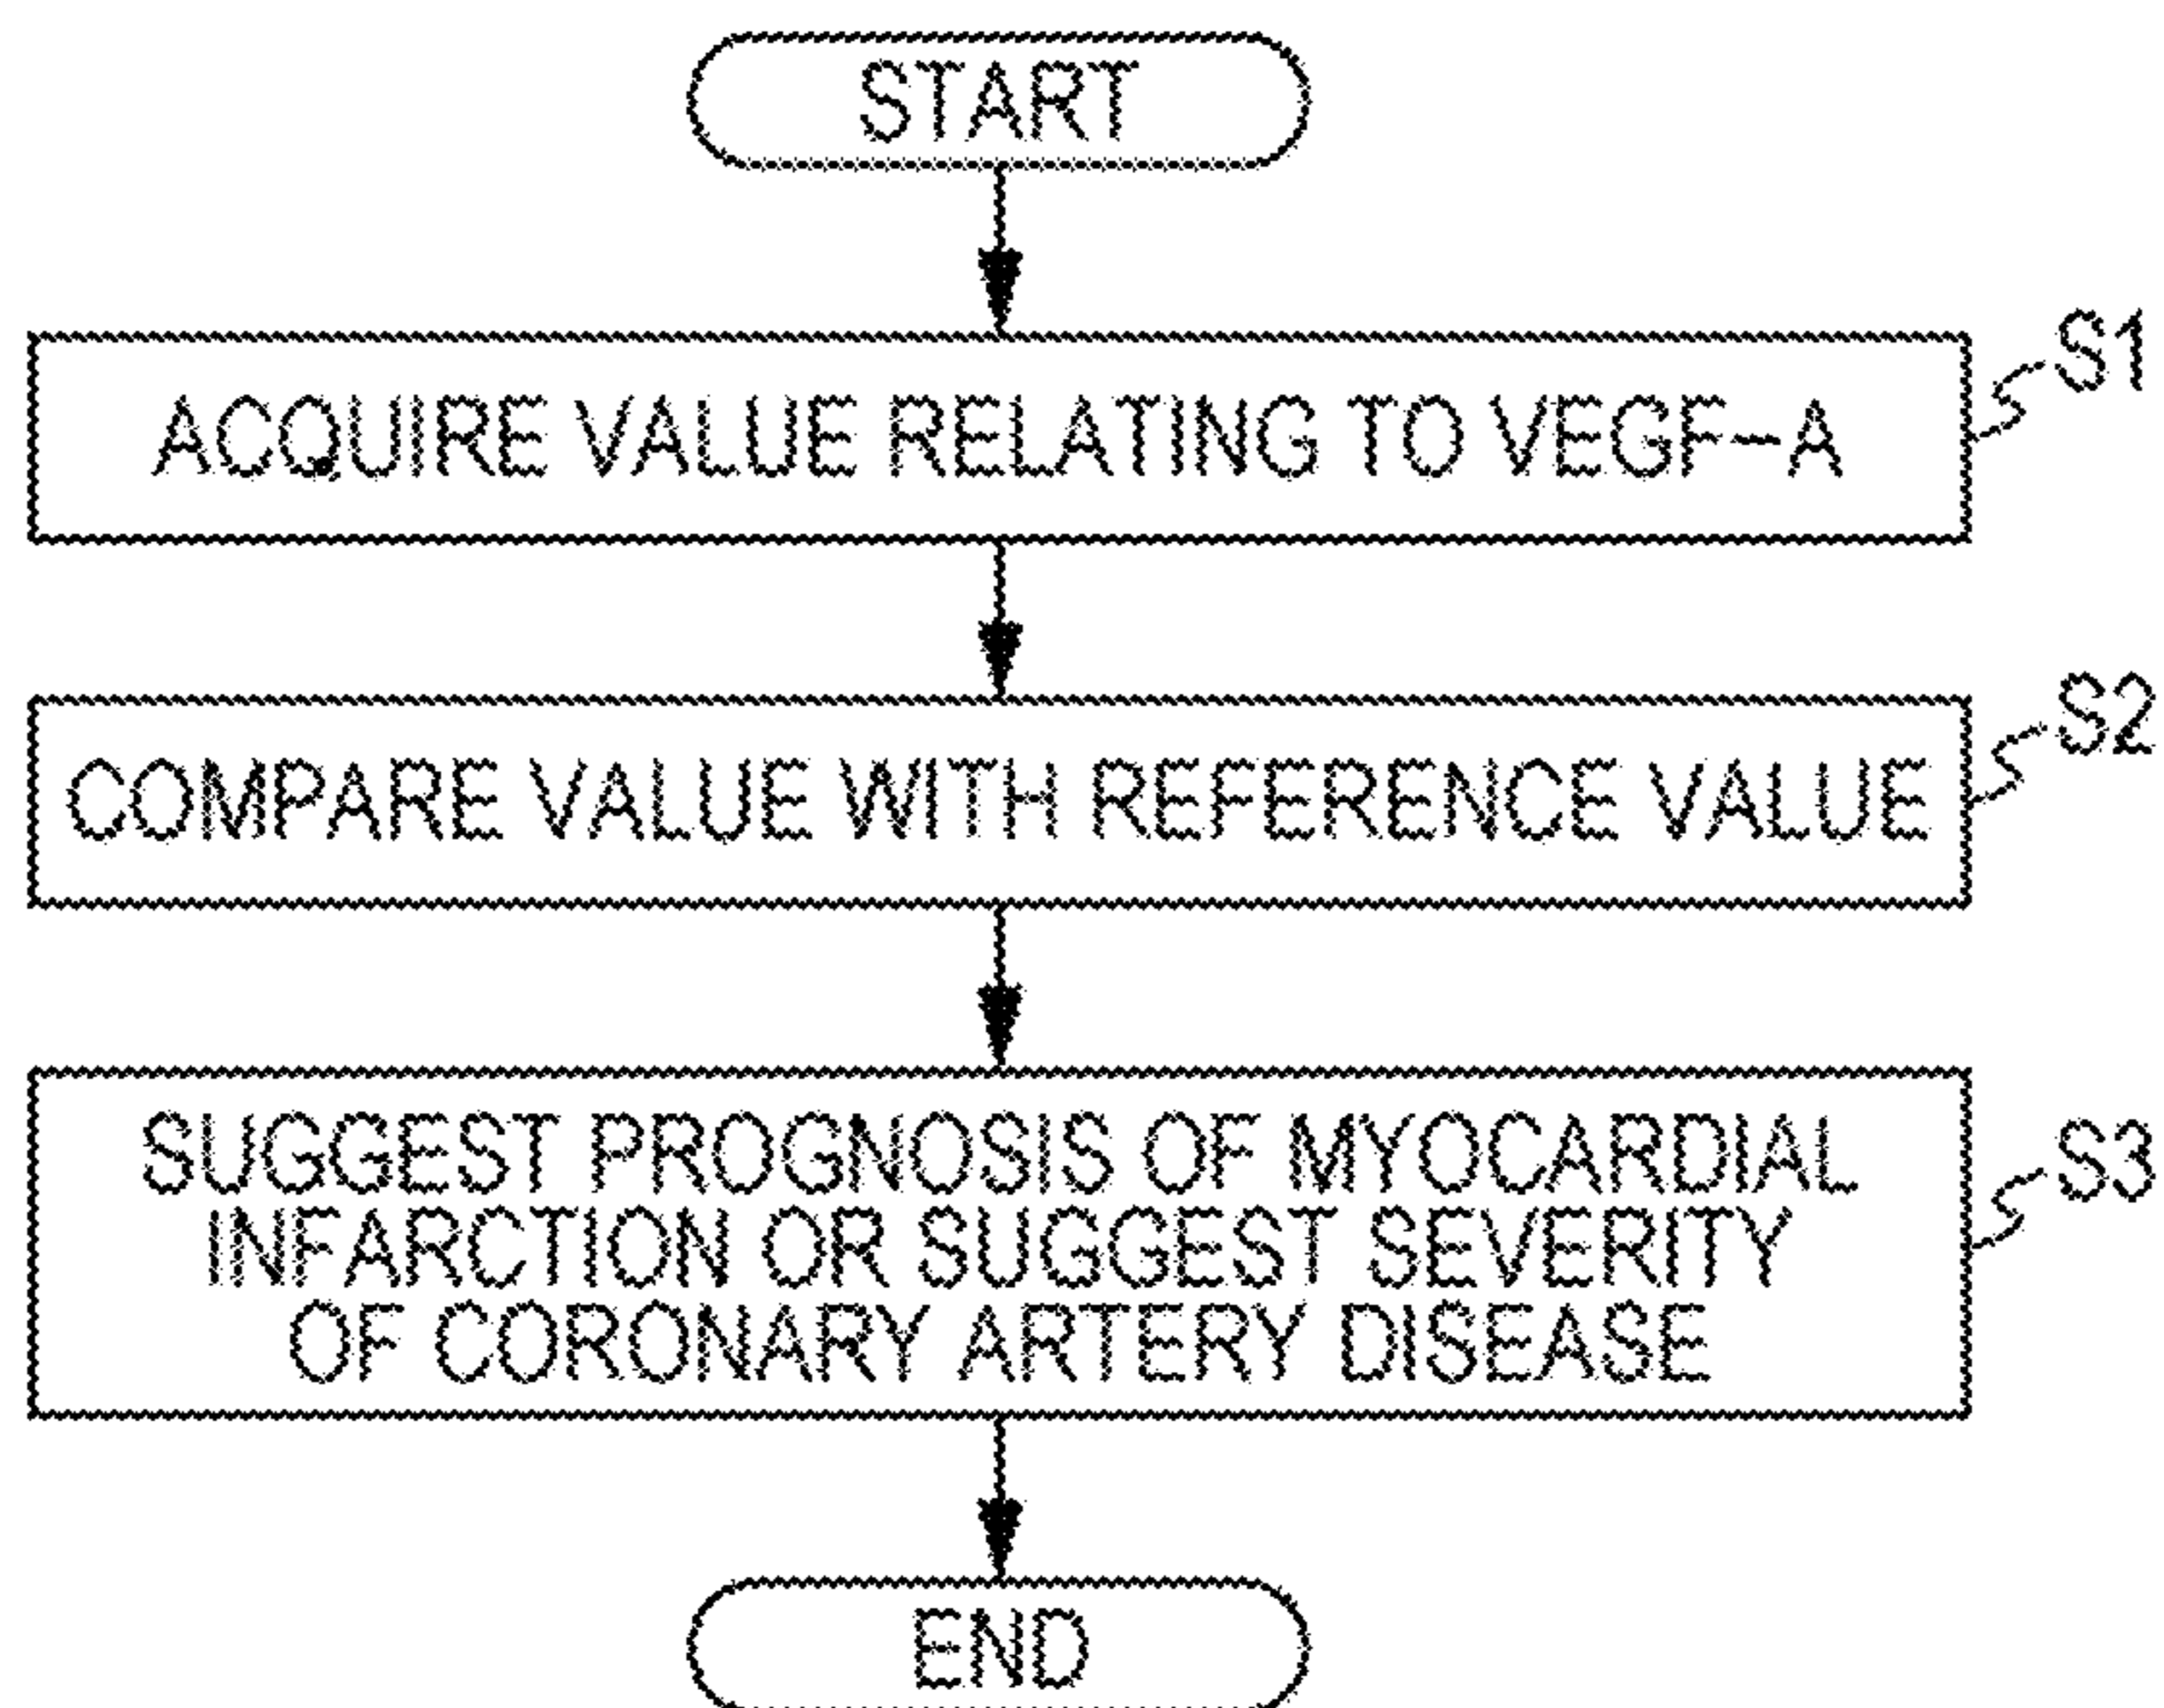 START
S1
ACQUIRE VALUE RELATING TO VEGF-A
S2
COMPARE VALUE WITH REFERENCE VALUE
S3
SUGGEST PROGNOSIS OF MYOCARDIAL
INFARCTION OR SUGGEST SEVERITY
OF CORONARY ARTERY DISEASE
END